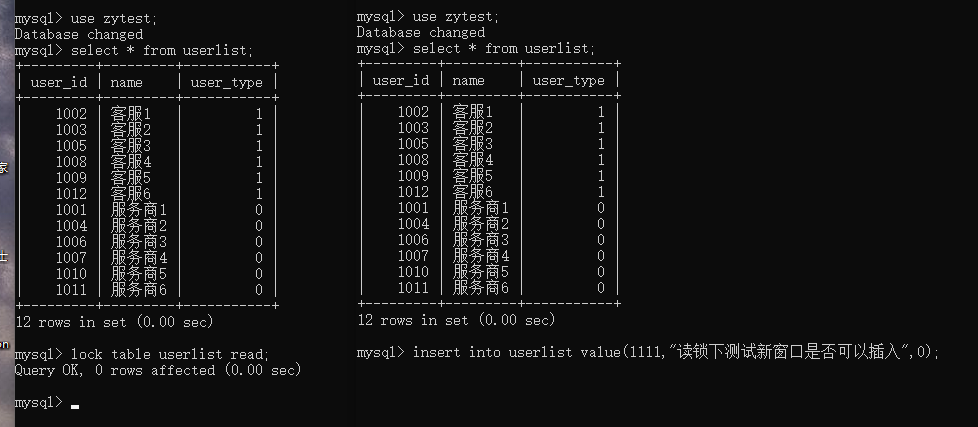 mysql> use zytest;
Database changed
mysql> select * from userlist;
+---------+---------+-----------+
| user_id | name | user_type |
+---------+---------+-----------+
| 1002 | 客服1 | 1 |
| 1003 | 客服2 | 1 |
| 1005 | 客服3 | 1 |
| 1008 | 客服4 | 1 |
| 1009 | 客服5 | 1 |
| 1012 | 客服6 | 1 |
| 1001 | 服务商1 | 0 |
| 1004 | 服务商2 | 0 |
| 1006 | 服务商3 | 0 |
| 1007 | 服务商4 | 0 |
| 1010 | 服务商5 | 0 |
| 1011 | 服务商6 | 0 |
+---------+---------+-----------+
12 rows in set (0.00 sec)
mysql> lock table userlist read;
Query OK, 0 rows affected (0.00 sec)
mysql>
mysql> use zytest;
Database changed
mysql> select * from userlist;
+---------+---------+-----------+
| user_id | name | user_type |
+---------+---------+-----------+
| 1002 | 客服1 | 1 |
| 1003 | 客服2 | 1 |
| 1005 | 客服3 | 1 |
| 1008 | 客服4 | 1 |
| 1009 | 客服5 | 1 |
| 1012 | 客服6 | 1 |
| 1001 | 服务商1 | 0 |
| 1004 | 服务商2 | 0 |
| 1006 | 服务商3 | 0 |
| 1007 | 服务商4 | 0 |
| 1010 | 服务商5 | 0 |
| 1011 | 服务商6 | 0 |
+---------+---------+-----------+
12 rows in set (0.00 sec)
mysql> insert into userlist value(1111,"读锁下测试新窗口是否可以插入",0);